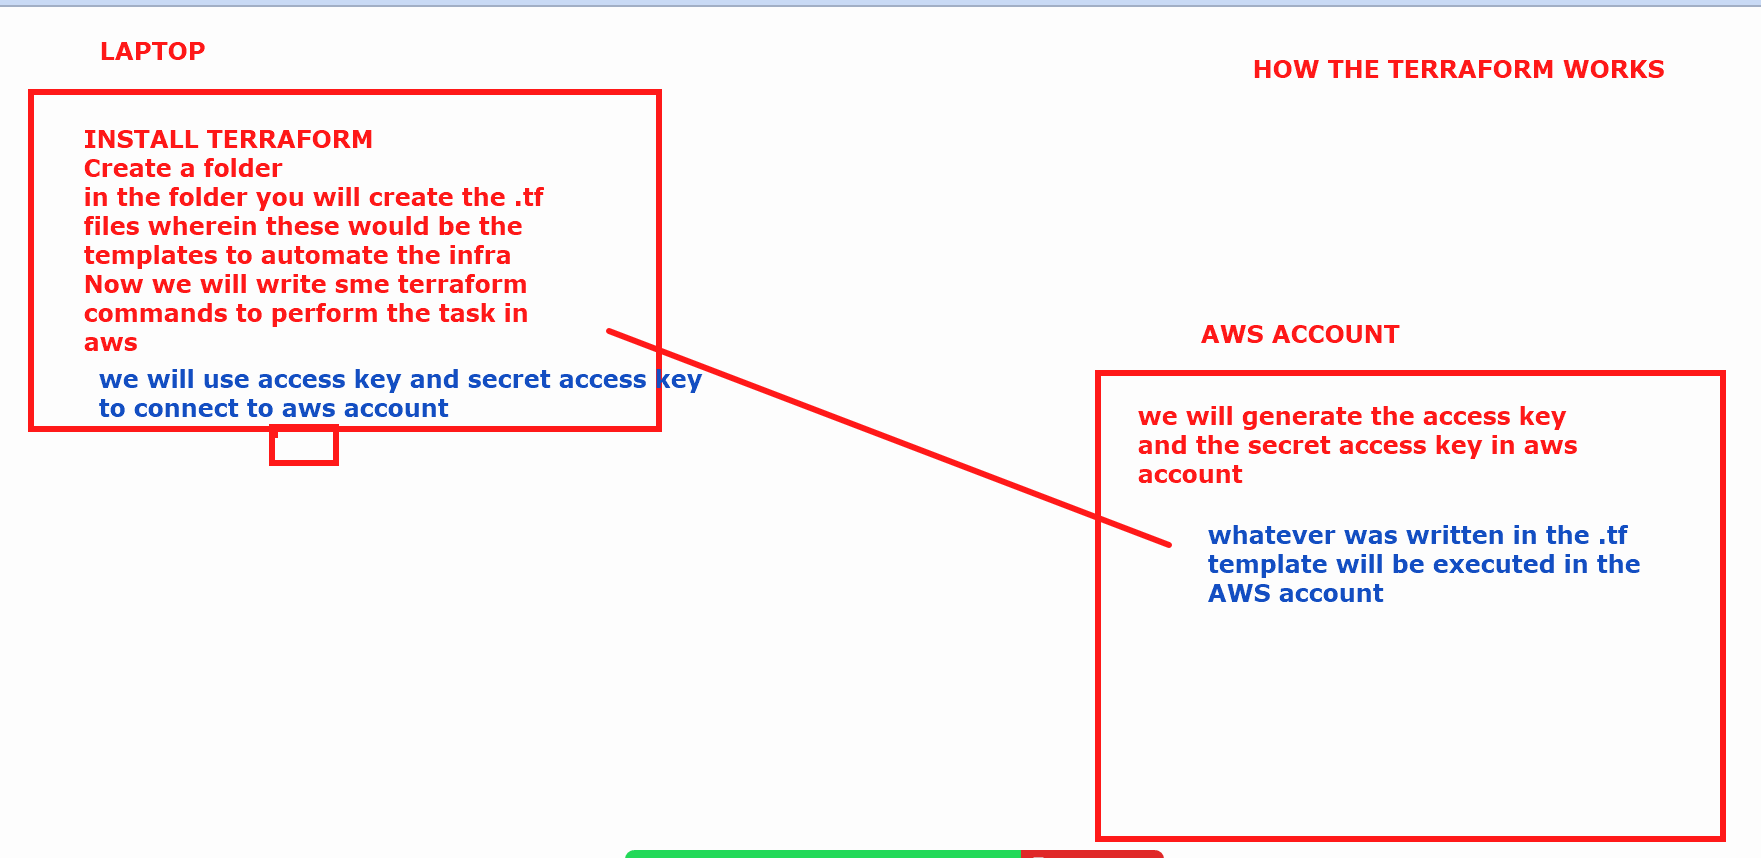 LAPTOP
HOW THE TERRAFORM WORKS
INSTALL TERRAFORM
Create a folder
in the folder you will create the .tf
files wherein these would be the
templates to automate the infra
Now we will write sme terraform
commands to perform the task in
aws
we will use access key and secret access key
to connect to aws account
AWS ACCOUNT
we will generate the access key
and the secret access key in aws
account
whatever was written in the .tf
template will be executed in the
AWS account